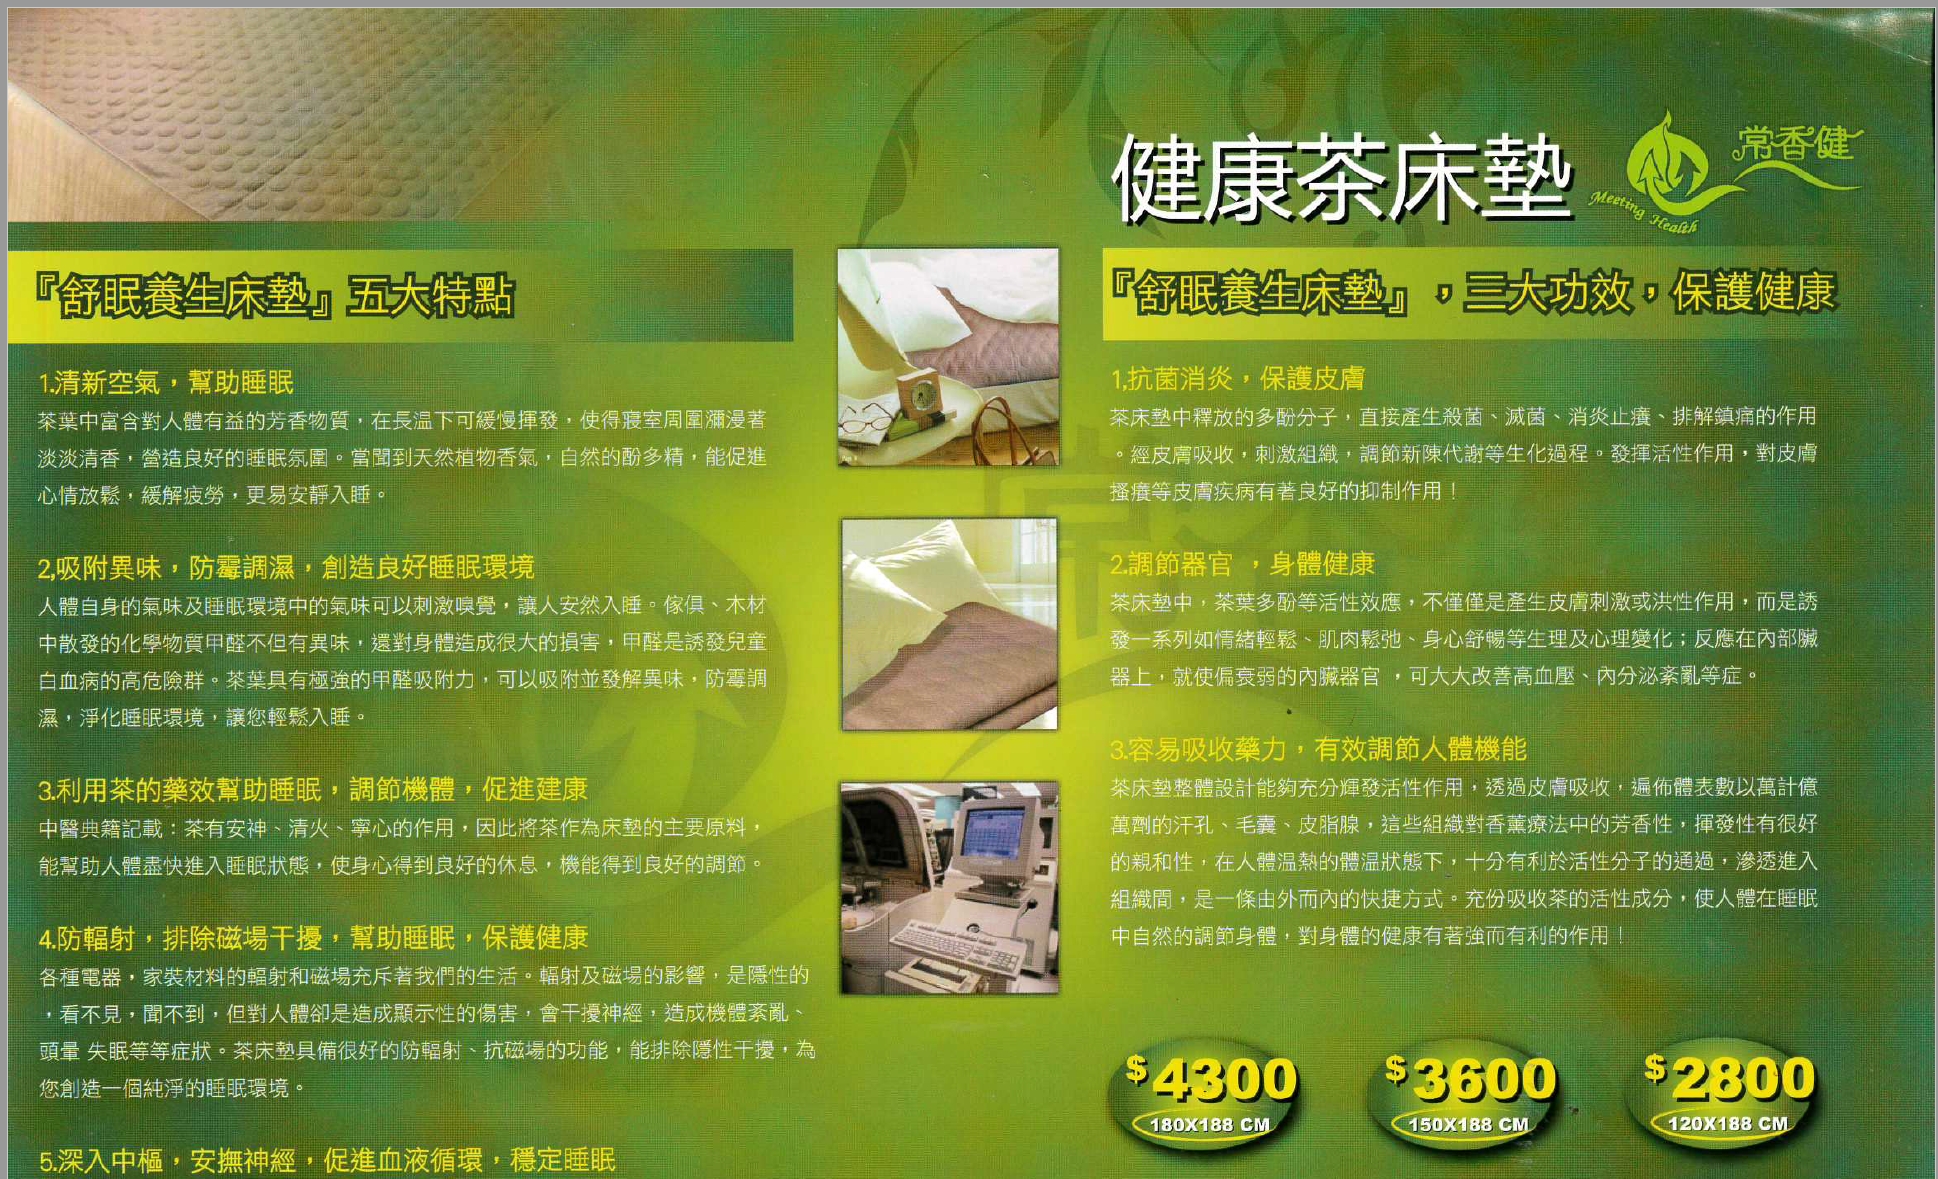 健康茶床墊
常香健
Meeting Health
『舒眠養生床墊』五大特點
1.清新空氣，幫助睡眠
茶葉中富含對人體有益的芳香物質，在長溫下可緩慢揮發，使得寢室周圍瀰漫著
淡淡清香，營造良好的睡眠氛圍。當聞到天然植物香氣，自然的酚多精，能促進
心情放鬆，緩解疲勞，更易安靜入睡。
2,吸附異味，防霉調濕，創造良好睡眠環境
人體自身的氣味及睡眠環境中的氣味可以刺激嗅覺，讓人安然入睡。傢俱、木材
中散發的化學物質甲醛不但有異味，還對身體造成很大的損害，甲醛是誘發兒童
白血病的高危險群。茶葉具有極強的甲醛吸附力，可以吸附並發解異味，防霉調
濕，淨化睡眠環境，讓您輕鬆入睡。
3.利用茶的藥效幫助睡眠，調節機體，促進建康
中醫典籍記載：茶有安神、清火、寧心的作用，因此將茶作為床墊的主要原料，
能幫助人體盡快進入睡眠狀態，使身心得到良好的休息，機能得到良好的調節。
4.防輻射，排除磁場干擾，幫助睡眠，保護健康
各種電器，家裝材料的輻射和磁場充斥著我們的生活。輻射及磁場的影響，是隱性的
，看不見，聞不到，但對人體卻是造成顯示性的傷害，會干擾神經，造成機體紊亂、
頭暈 失眠等等症狀。茶床墊具備很好的防輻射、抗磁場的功能，能排除隱性干擾，為
您創造一個純淨的睡眠環境。
5.深入中樞，安撫神經，促進血液循環，穩定睡眠
『舒眠養生床墊』，三大功效，保護健康
1,抗菌消炎，保護皮膚
茶床墊中釋放的多酚分子，直接產生殺菌、滅菌、消炎止癢、排解鎮痛的作用
。經皮膚吸收，刺激組織，調節新陳代謝等生化過程。發揮活性作用，對皮膚
搔癢等皮膚疾病有著良好的抑制作用！
2.調節器官 ，身體健康
茶床墊中，茶葉多酚等活性效應，不僅僅是產生皮膚刺激或洪性作用，而是誘
發一系列如情緒輕鬆、肌肉鬆弛、身心舒暢等生理及心理變化；反應在內部臟
器上，就使偏衰弱的內臟器官 ，可大大改善高血壓、內分泌紊亂等症。
3.容易吸收藥力，有效調節人體機能
茶床墊整體設計能夠充分輝發活性作用，透過皮膚吸收，遍佈體表數以萬計億
萬劑的汗孔、毛囊、皮脂腺，這些組織對香薰療法中的芳香性，揮發性有很好
的親和性，在人體温熱的體温狀態下，十分有利於活性分子的通過，滲透進入
組織間，是一條由外而內的快捷方式。充份吸收茶的活性成分，使人體在睡眠
中自然的調節身體，對身體的健康有著強而有利的作用！
$4300
180X188 CM
$3600
150X188 CM
$2800
120X188 CM